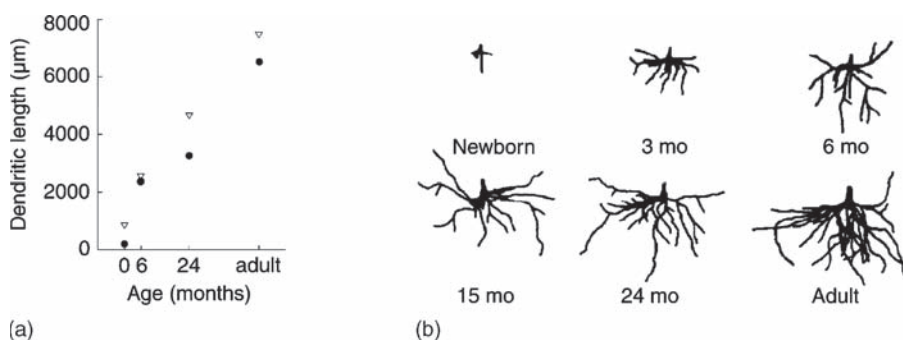 8000
6000
4000
2000
0
Dendritic length (μm)
0 6 24 adult
Age (months)
(a)
Newborn 3 mo 6 mo
15 mo 24 mo Adult
(b)